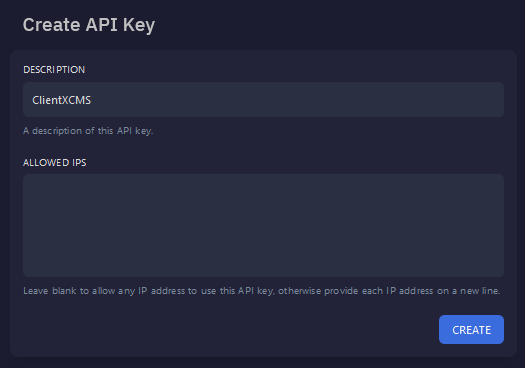 Create API Key
DESCRIPTION
ClientXCMS
A description of this API key.
ALLOWED IPS
Leave blank to allow any IP address to use this API key, otherwise provide each IP address on a new line.
CREATE